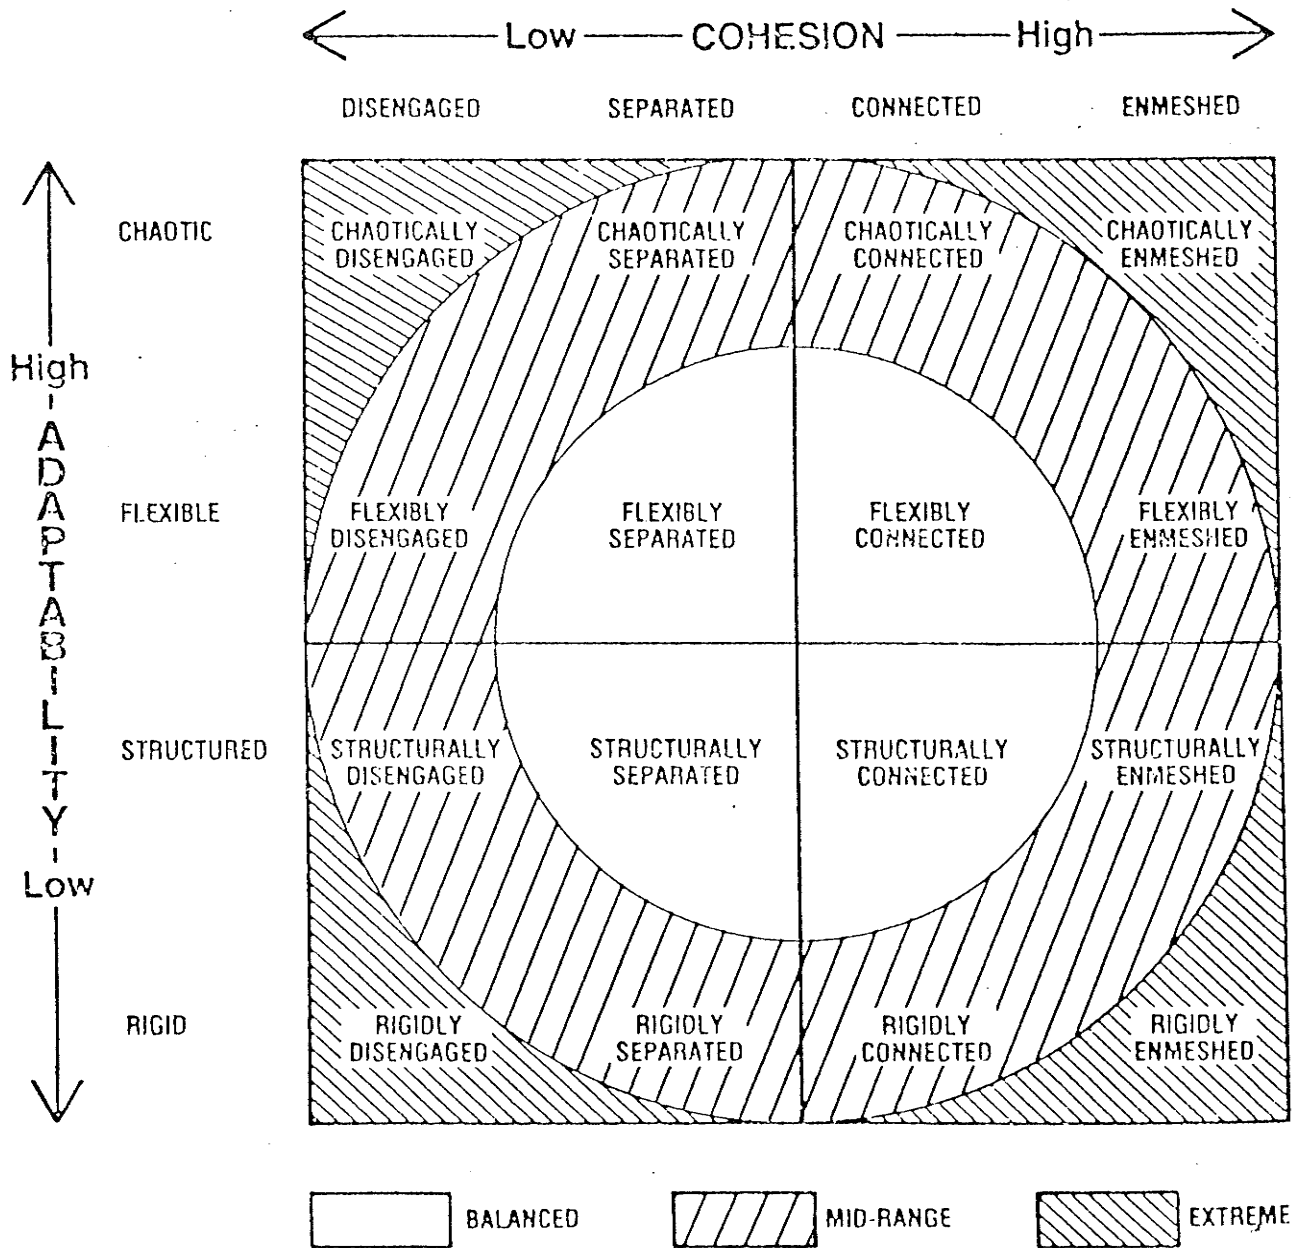 Low COHESION High
DISENGAGED SEPARATED CONNECTED ENMESHED
CHAOTIC
CHAOTICALLY DISENGAGED
CHAOTICALLY SEPARATED
CHAOTICALLY CONNECTED
CHAOTICALLY ENMESHED
High
ADAPTABILITY
Low
FLEXIBLE
FLEXIBLY DISENGAGED
FLEXIBLY SEPARATED
FLEXIBLY CONNECTED
FLEXIBLY ENMESHED
STRUCTURED
STRUCTURALLY DISENGAGED
STRUCTURALLY SEPARATED
STRUCTURALLY CONNECTED
STRUCTURALLY ENMESHED
RIGID
RIGIDLY DISENGAGED
RIGIDLY SEPARATED
RIGIDLY CONNECTED
RIGIDLY ENMESHED
BALANCED MID-RANGE EXTREME